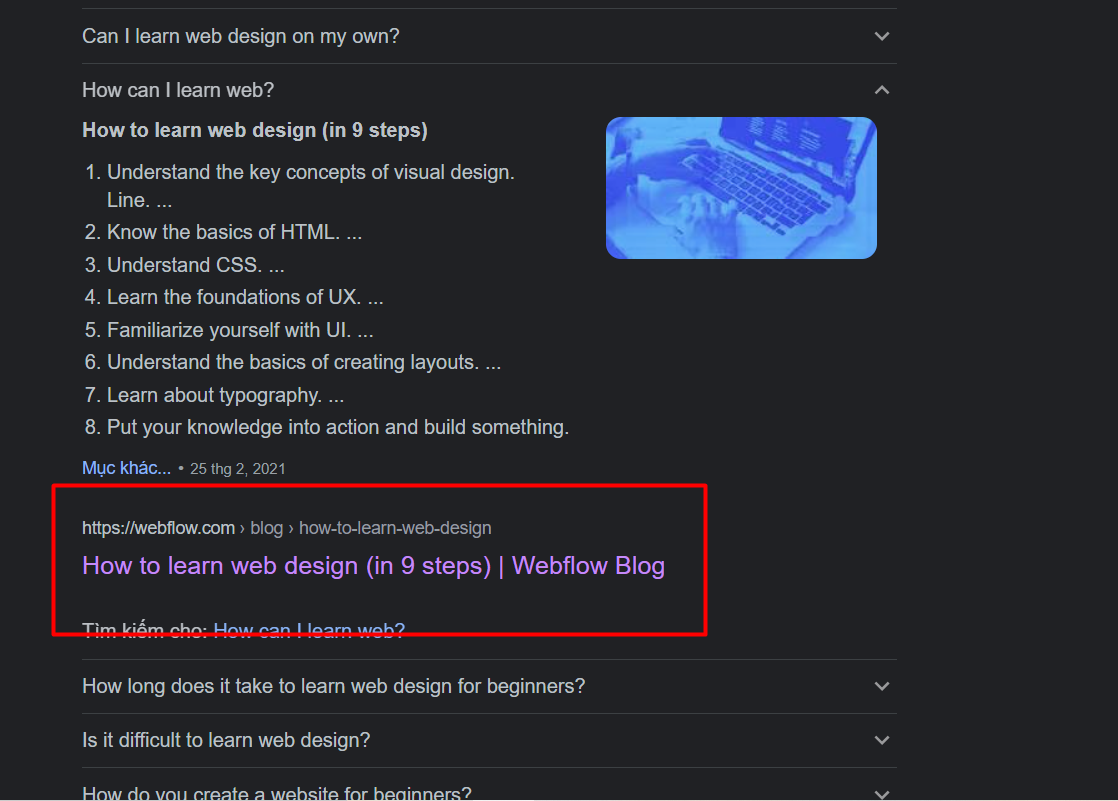 Can I learn web design on my own?
How can I learn web?
How to learn web design (in 9 steps)
1. Understand the key concepts of visual design.
Line. ...
2. Know the basics of HTML. ...
3. Understand CSS. ...
4. Learn the foundations of UX. ...
5. Familiarize yourself with UI. ...
6. Understand the basics of creating layouts. ...
7. Learn about typography. ...
8. Put your knowledge into action and build something.
Mục khác... • 25 thg 2, 2021
https://webflow.com › blog › how-to-learn-web-design
How to learn web design (in 9 steps) | Webflow Blog
Tìm kiếm cho: How can I learn web?
How long does it take to learn web design for beginners?
Is it difficult to learn web design?
How do you create a website for beginners?